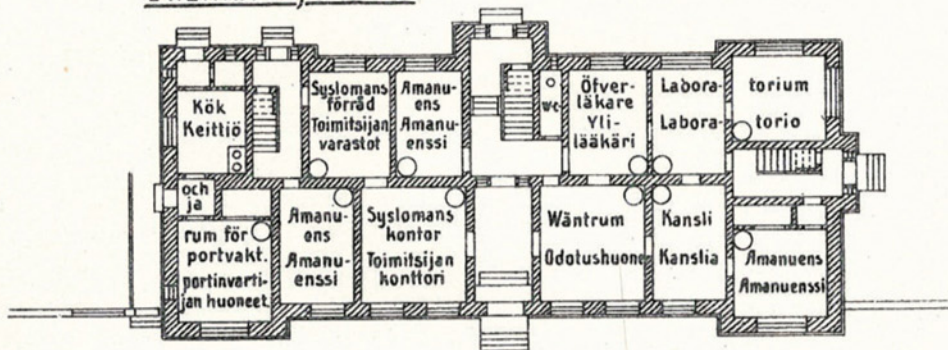 Kök
Keittiö
Syslomans
förråd
Toimitsijan
varastot
Amanu-
ens
Amanu-
enssi
W·C·
Öfver-
läkare
Yli-
lääkäri
Labora-
Labora-
torium
torio
och
ja
rum för
portvakt.
portinvarti-
jan huoneet.
Amanu-
ens
Amanu-
enssi
Syslomans
kontor
Toimitsijan
konttori
Wäntrum
Odotushuone
Kansli
Kanslia
Amanuens
Amanuenssi